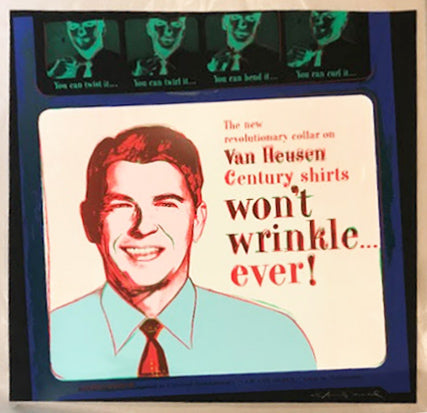 You can twist it...
You can twirl it...
You can bend it...
You can curl it...
The new
revolutionary collar on
Van Heusen
Century shirts
won't
wrinkle...
ever!